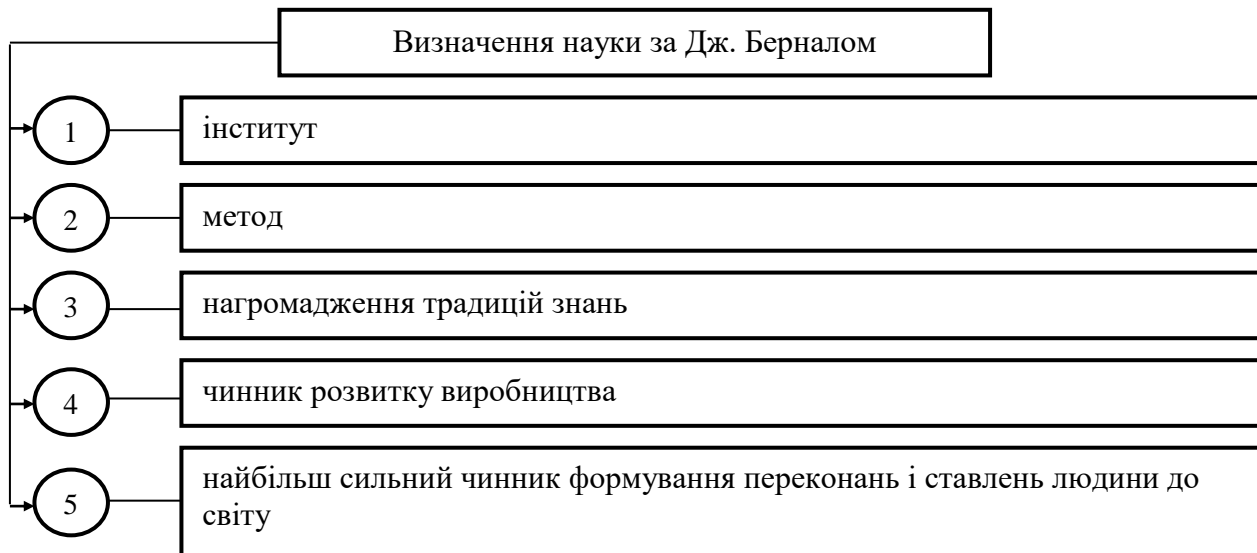 Визначення науки за Дж. Берналом
1
інститут
2
метод
3
нагромадження традицій знань
4
чинник розвитку виробництва
5
найбільш сильний чинник формування переконань і ставлень людини до
світу